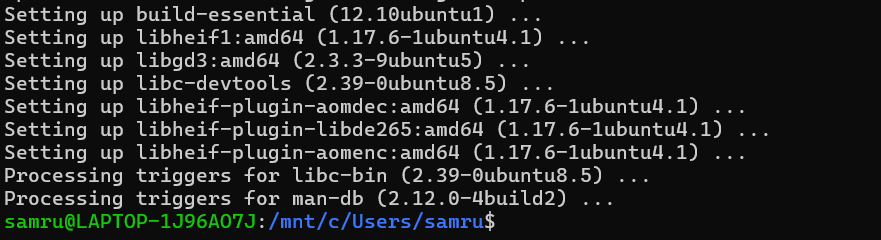 Setting up build-essential (12.10ubuntu1) ...
Setting up libheif1:amd64 (1.17.6-1ubuntu4.1) ...
Setting up libgd3:amd64 (2.3.3-9ubuntu5) ...
Setting up libc-devtools (2.39-0ubuntu8.5) ...
Setting up libheif-plugin-aomdec:amd64 (1.17.6-1ubuntu4.1) ...
Setting up libheif-plugin-libde265:amd64 (1.17.6-1ubuntu4.1) ...
Setting up libheif-plugin-aomenc:amd64 (1.17.6-1ubuntu4.1) ...
Processing triggers for libc-bin (2.39-0ubuntu8.5) ...
Processing triggers for man-db (2.12.0-4build2) ...
samru@LAPTOP-1J96AO7J:/mnt/c/Users/samru$